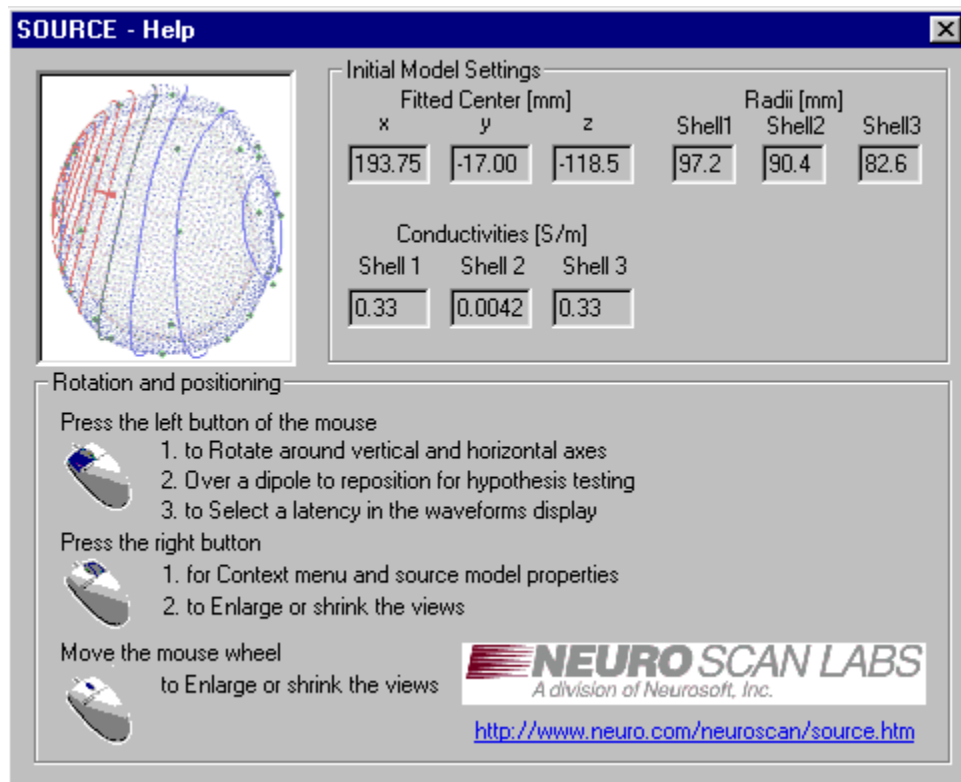 SOURCE - Help
Initial Model Settings
Fitted Center [mm] Radii [mm]
x y z Shell1 Shell2 Shell3
193.75 -17.00 -118.5 97.2 90.4 82.6
Conductivities [S/m]
Shell 1 Shell 2 Shell 3
0.33 0.0042 0.33
Rotation and positioning
Press the left button of the mouse
1. to Rotate around vertical and horizontal axes
2. Over a dipole to reposition for hypothesis testing
3. to Select a latency in the waveforms display
Press the right button
1. for Context menu and source model properties
2. to Enlarge or shrink the views
Move the mouse wheel
to Enlarge or shrink the views
NEURO SCAN LABS
A division of Neurosoft, Inc.
http://www.neuro.com/neuroscan/source.htm